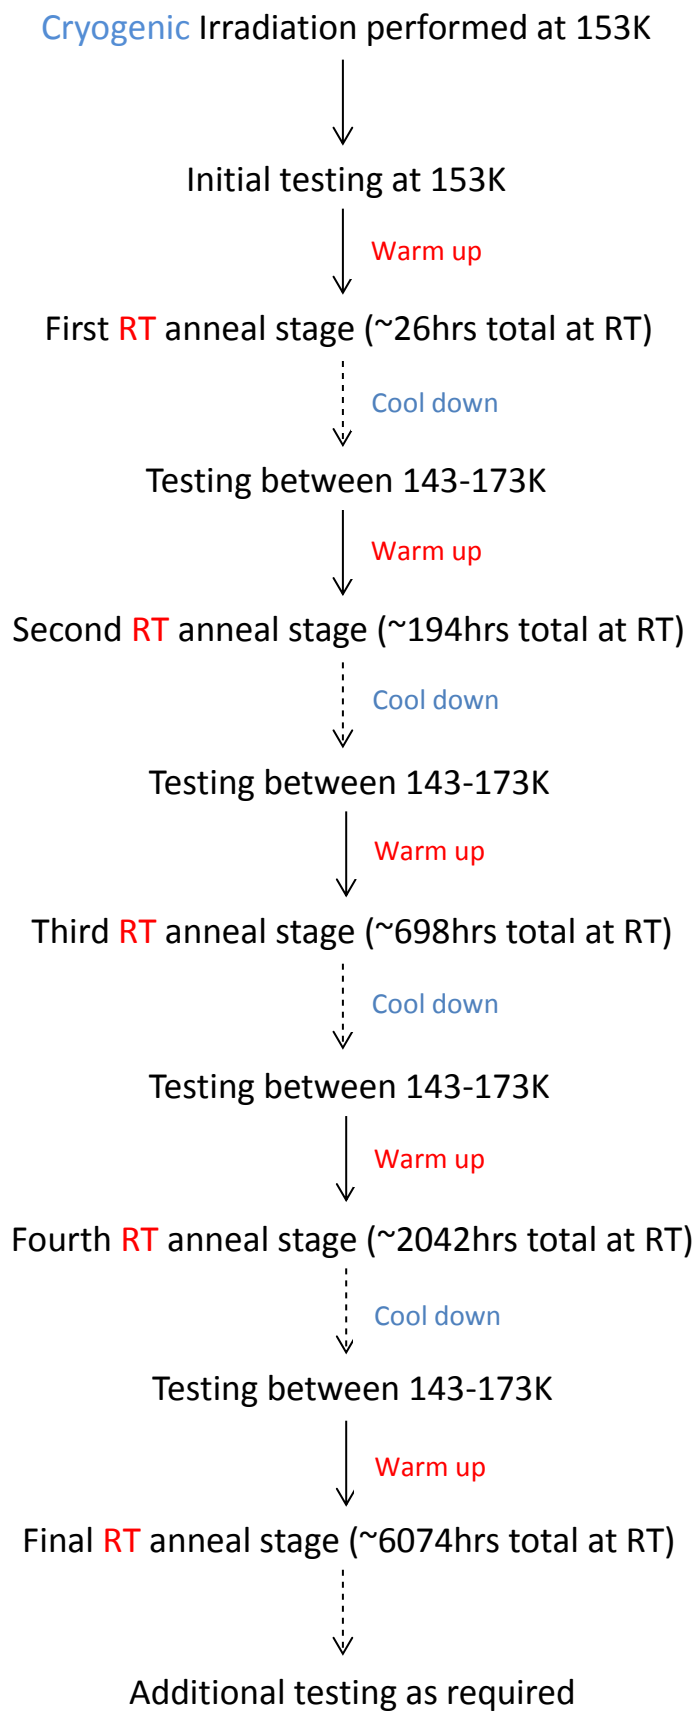 Cryogenic Irradiation performed at 153K
Initial testing at 153K
Warm up
First RT anneal stage (~26hrs total at RT)
Cool down
Testing between 143-173K
Warm up
Second RT anneal stage (~194hrs total at RT)
Cool down
Testing between 143-173K
Warm up
Third RT anneal stage (~698hrs total at RT)
Cool down
Testing between 143-173K
Warm up
Fourth RT anneal stage (~2042hrs total at RT)
Cool down
Testing between 143-173K
Warm up
Final RT anneal stage (~6074hrs total at RT)
Additional testing as required